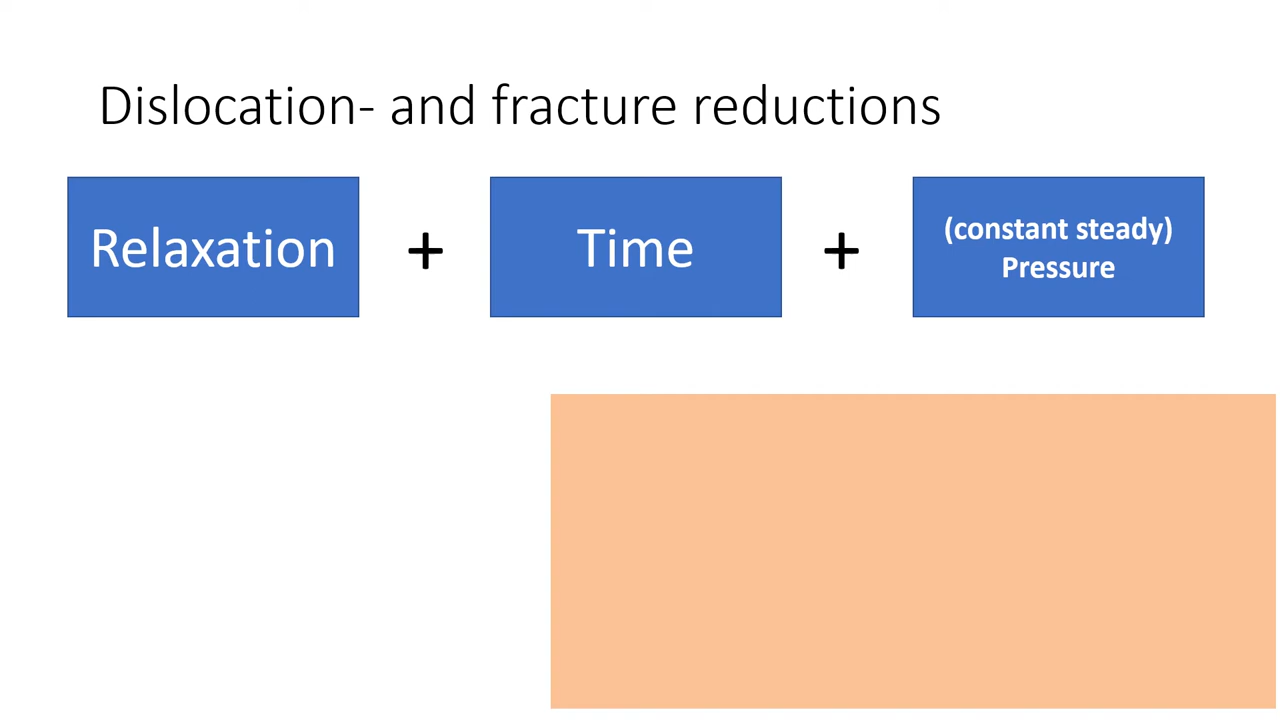 Dislocation- and fracture reductions
Relaxation + Time + (constant steady)
Pressure